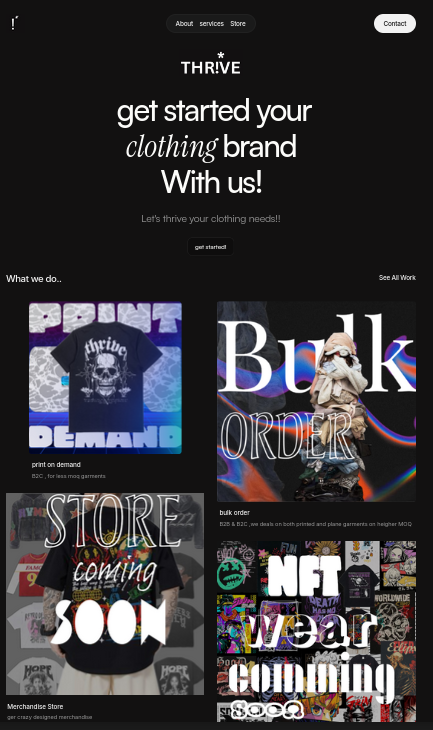 About services Store
Contact
THR!VE
get started your
clothing brand
With us!
Let's thrive your clothing needs!!
get started!
What we do..
See All Work
PRINT
thrive
DEMAND
print on demand
B2C , for less moq garments
Bulk
ORDER
bulk order
B2B & B2C ,we deals on both printed and plane garments on heigher MOQ
STORE
coming
SOON
HOPE
HOPE
Merchandise Store
ger crazy designed merchandise
NFT
wear
comming
Soon